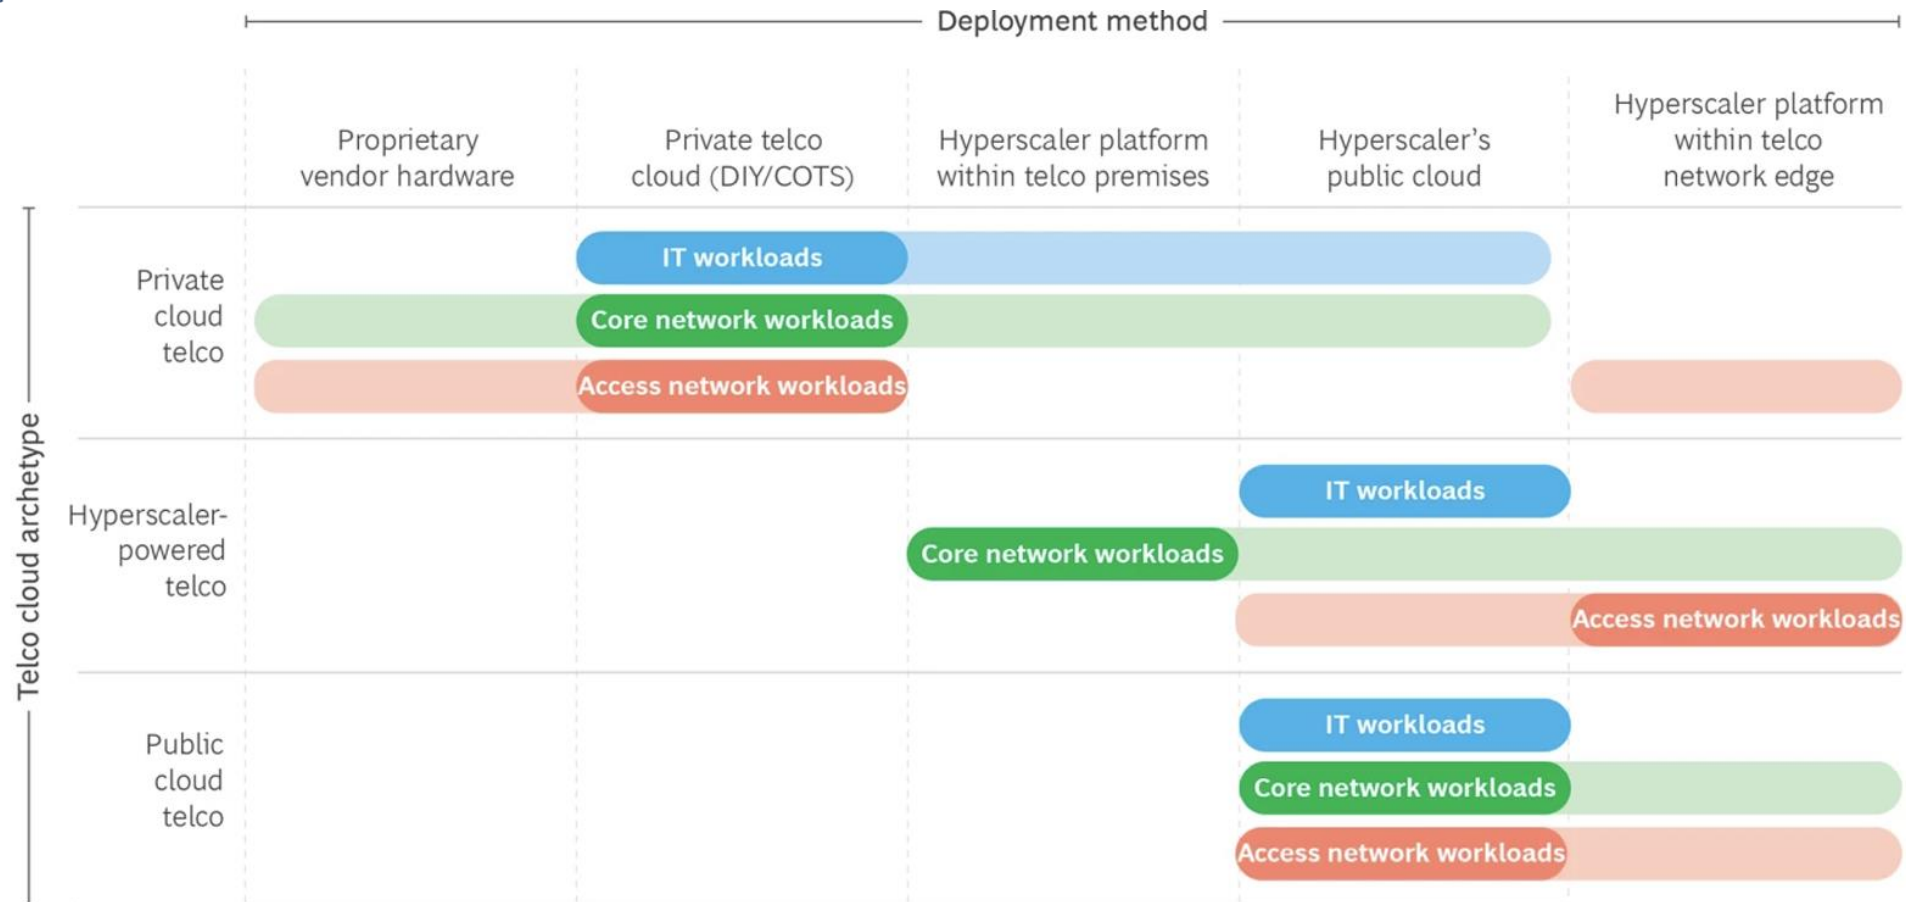 Deployment method
Proprietary
vendor hardware
Private telco
cloud (DIY/COTS)
Hyperscaler platform
within telco premises
Hyperscaler's
public cloud
Hyperscaler platform
within telco
network edge
Telco cloud archetype
Private
cloud
telco
IT workloads
Core network workloads
Access network workloads
Hyperscaler-
powered
telco
IT workloads
Core network workloads
Access network workloads
Public
cloud
telco
IT workloads
Core network workloads
Access network workloads